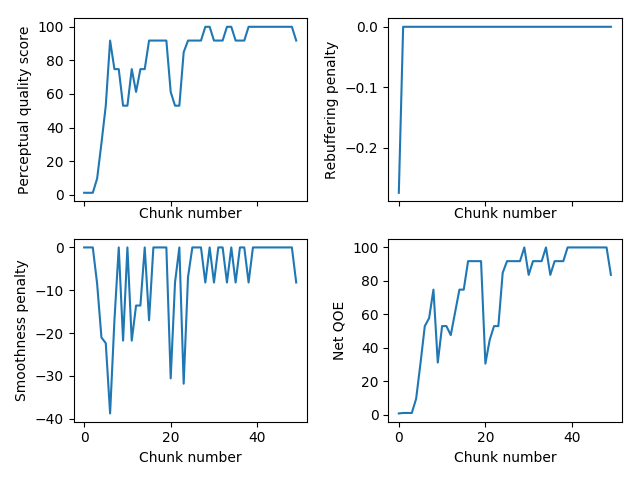 Perceptual quality score
100
80
60
40
20
0
Chunk number
Rebuffering penalty
0.0
−0.1
−0.2
Chunk number
Smoothness penalty
0
−10
−20
−30
−40
0 20 40
Chunk number
Net QOE
100
80
60
40
20
0
0 20 40
Chunk number